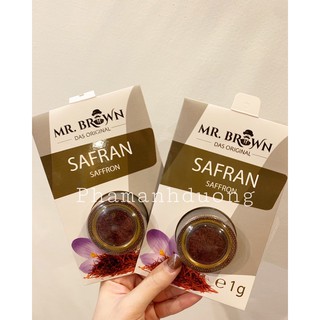 MR. BROWN
DAS ORIGINAL
SAFRAN
SAFFRON
MR. BROWN
DAS ORIGINAL
SAFRAN
SAFFRON
Phamanhduong
℮ 1g